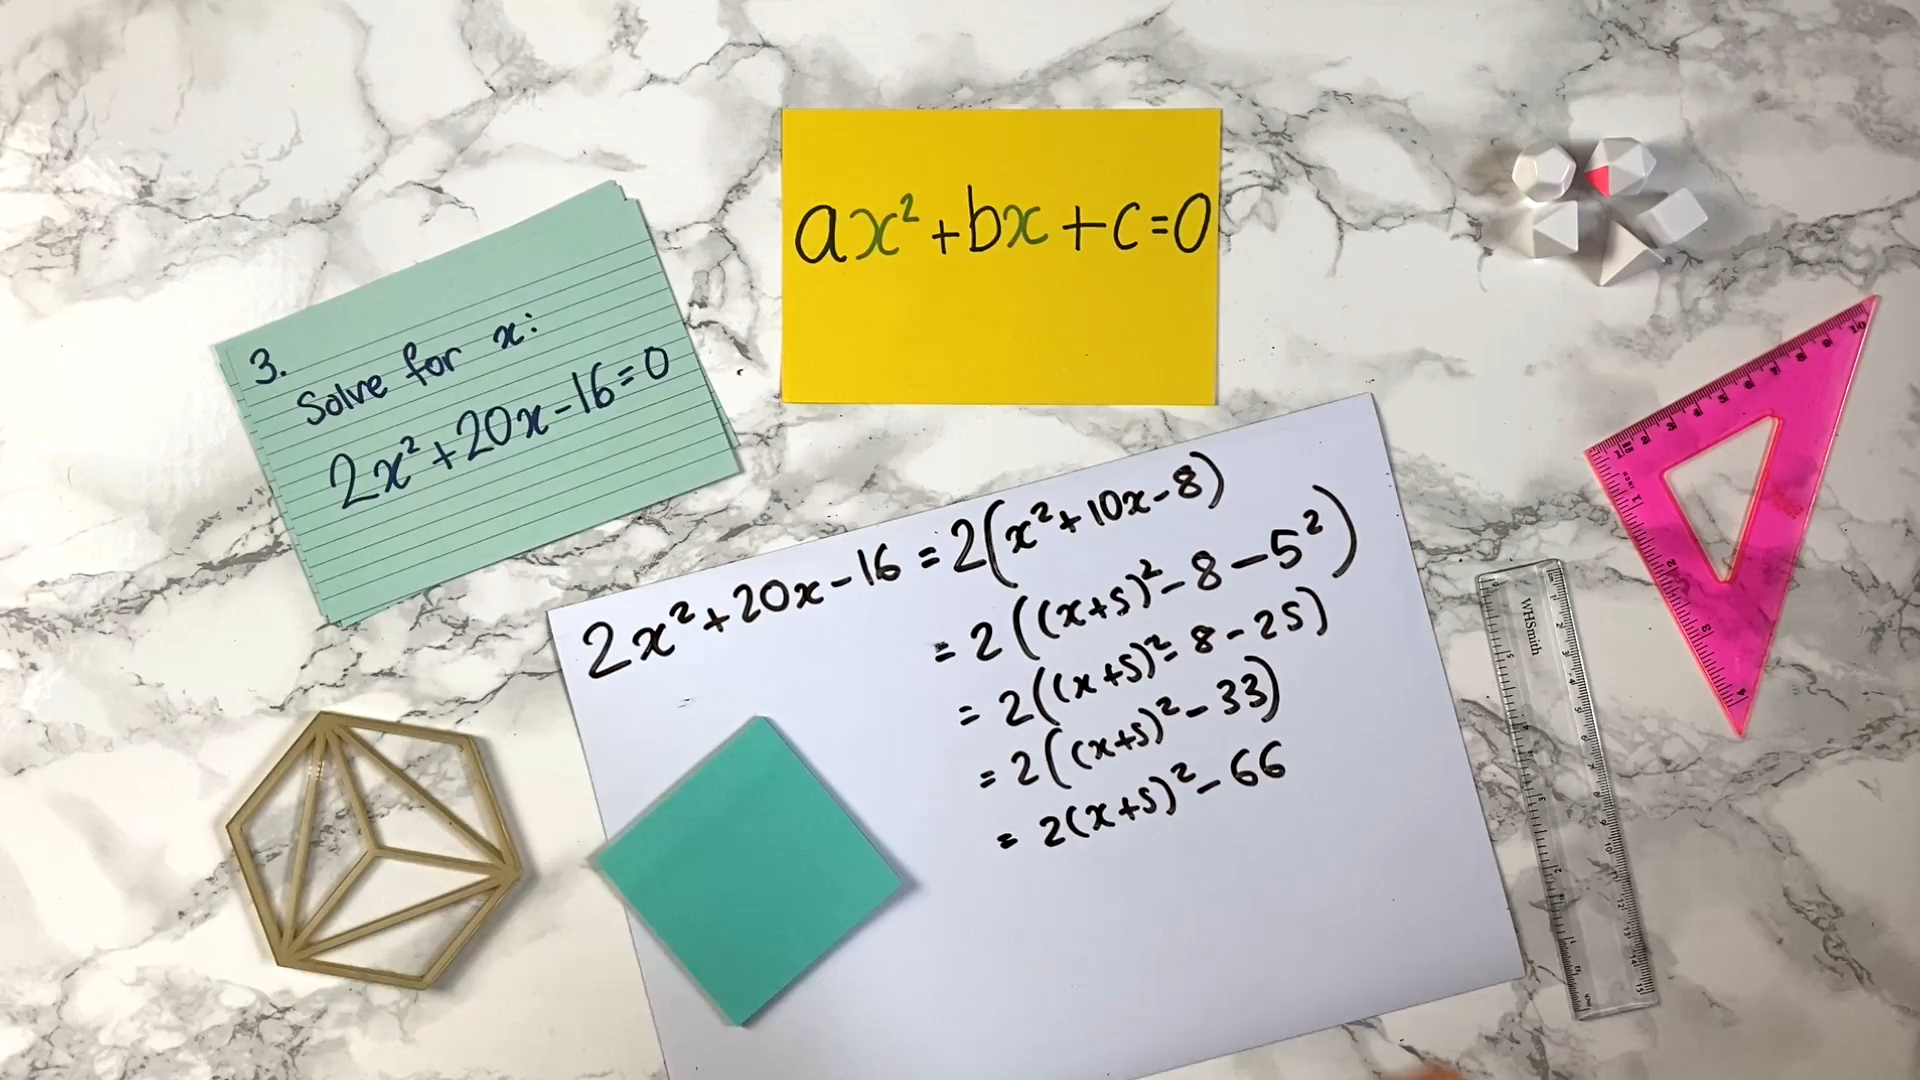 3.
Solve for x:
2x²+20x-16=0
ax²+bx+c=0
2x²+20x-16 = 2(x²+10x-8)
= 2((x+5)²-8-5²)
= 2((x+5)²-8-25)
= 2((x+5)²-33)
= 2(x+5)²-66
WHSmith